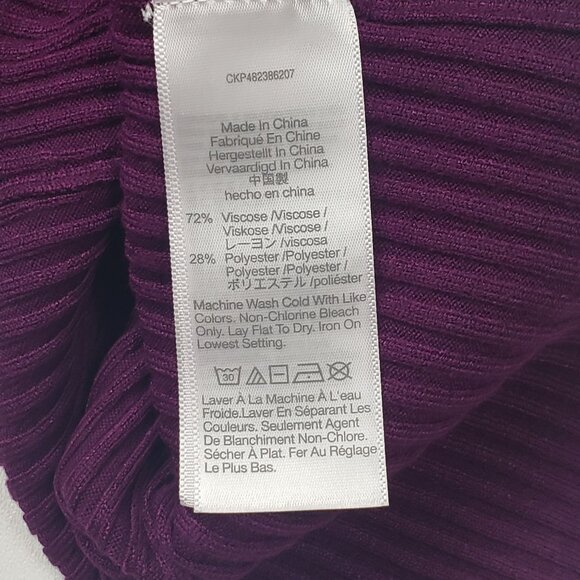 CKP482386207
Made In China
Fabriqué En Chine
Hergestellt In China
Vervaardigd In China
中国製
hecho en china
72% Viscose /Viscose /
Viskose /Viscose /
レーヨン /viscosa
28% Polyester /Polyester /
Polyester /Polyester /
ポリエステル /poliéster
Machine Wash Cold With Like
Colors. Non-Chlorine Bleach
Only. Lay Flat To Dry. Iron On
Lowest Setting.
30
Laver À La Machine À L'eau
Froide.Laver En Séparant Les
Couleurs. Seulement Agent
De Blanchiment Non-Chlore.
Sécher À Plat. Fer Au Réglage
Le Plus Bas.